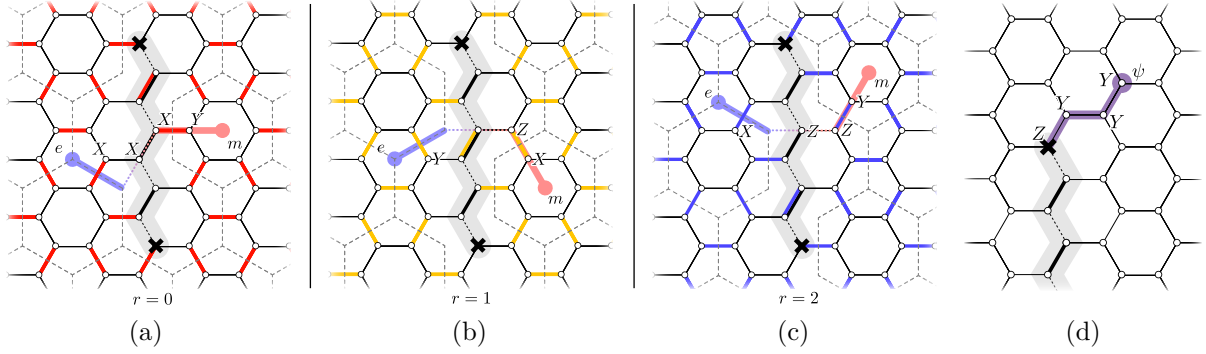 e X X X Y m
r = 0
(a)
e Y Z X m
r = 1
(b)
e X Z Z Y m
r = 2
(c)
Z Y Y Y ψ
(d)